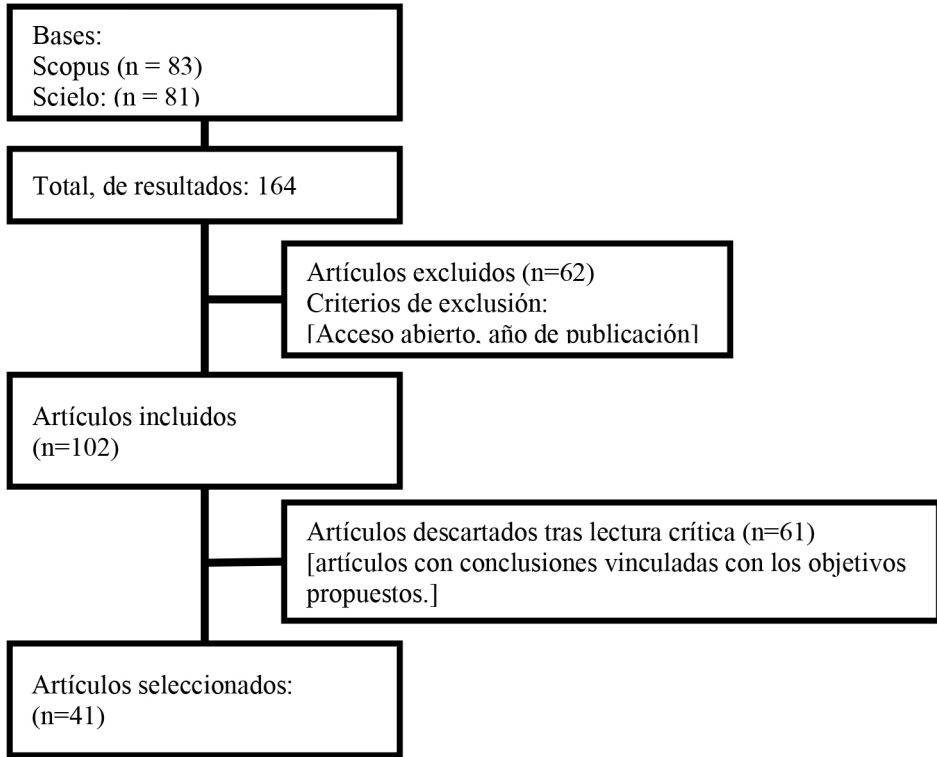 Bases:
Scopus (n = 83)
Scielo: (n = 81)
Total, de resultados: 164
Artículos excluidos (n=62)
Criterios de exclusión:
[Acceso abierto, año de publicación]
Artículos incluidos
(n=102)
Artículos descartados tras lectura crítica (n=61)
[artículos con conclusiones vinculadas con los objetivos
propuestos.]
Artículos seleccionados:
(n=41)